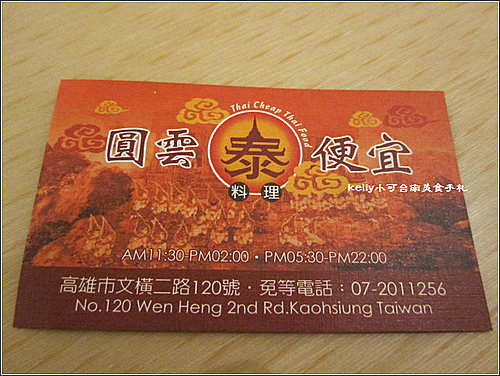 Thai Cheap Thai Food
圓雲 泰 便宜
料理
kelly小可台南美食手札
AM11:30-PM02:00・PM05:30-PM22:00
高雄市文橫二路120號・免等電話：07-2011256
No.120 Wen Heng 2nd Rd.Kaohsiung Taiwan